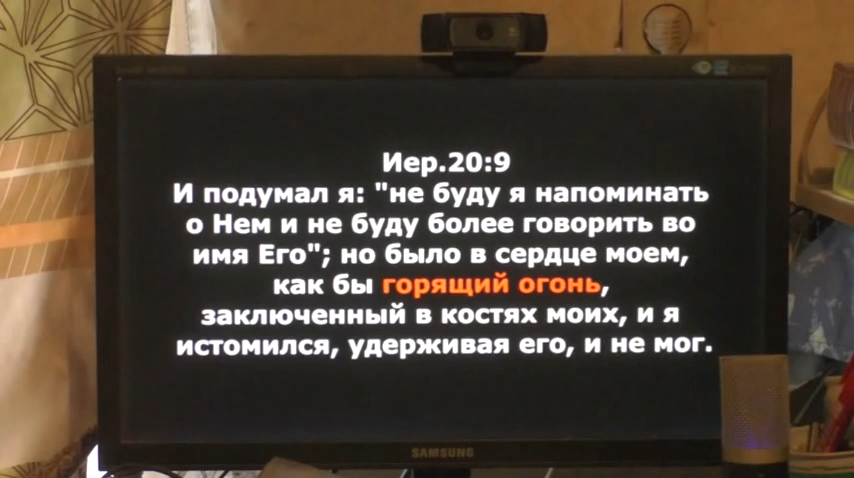 Иер.20:9
И подумал я: "не буду я напоминать
о Нем и не буду более говорить во
имя Его"; но было в сердце моем,
как бы горящий огонь,
заключенный в костях моих, и я
истомился, удерживая его, и не мог.
SAMSUNG